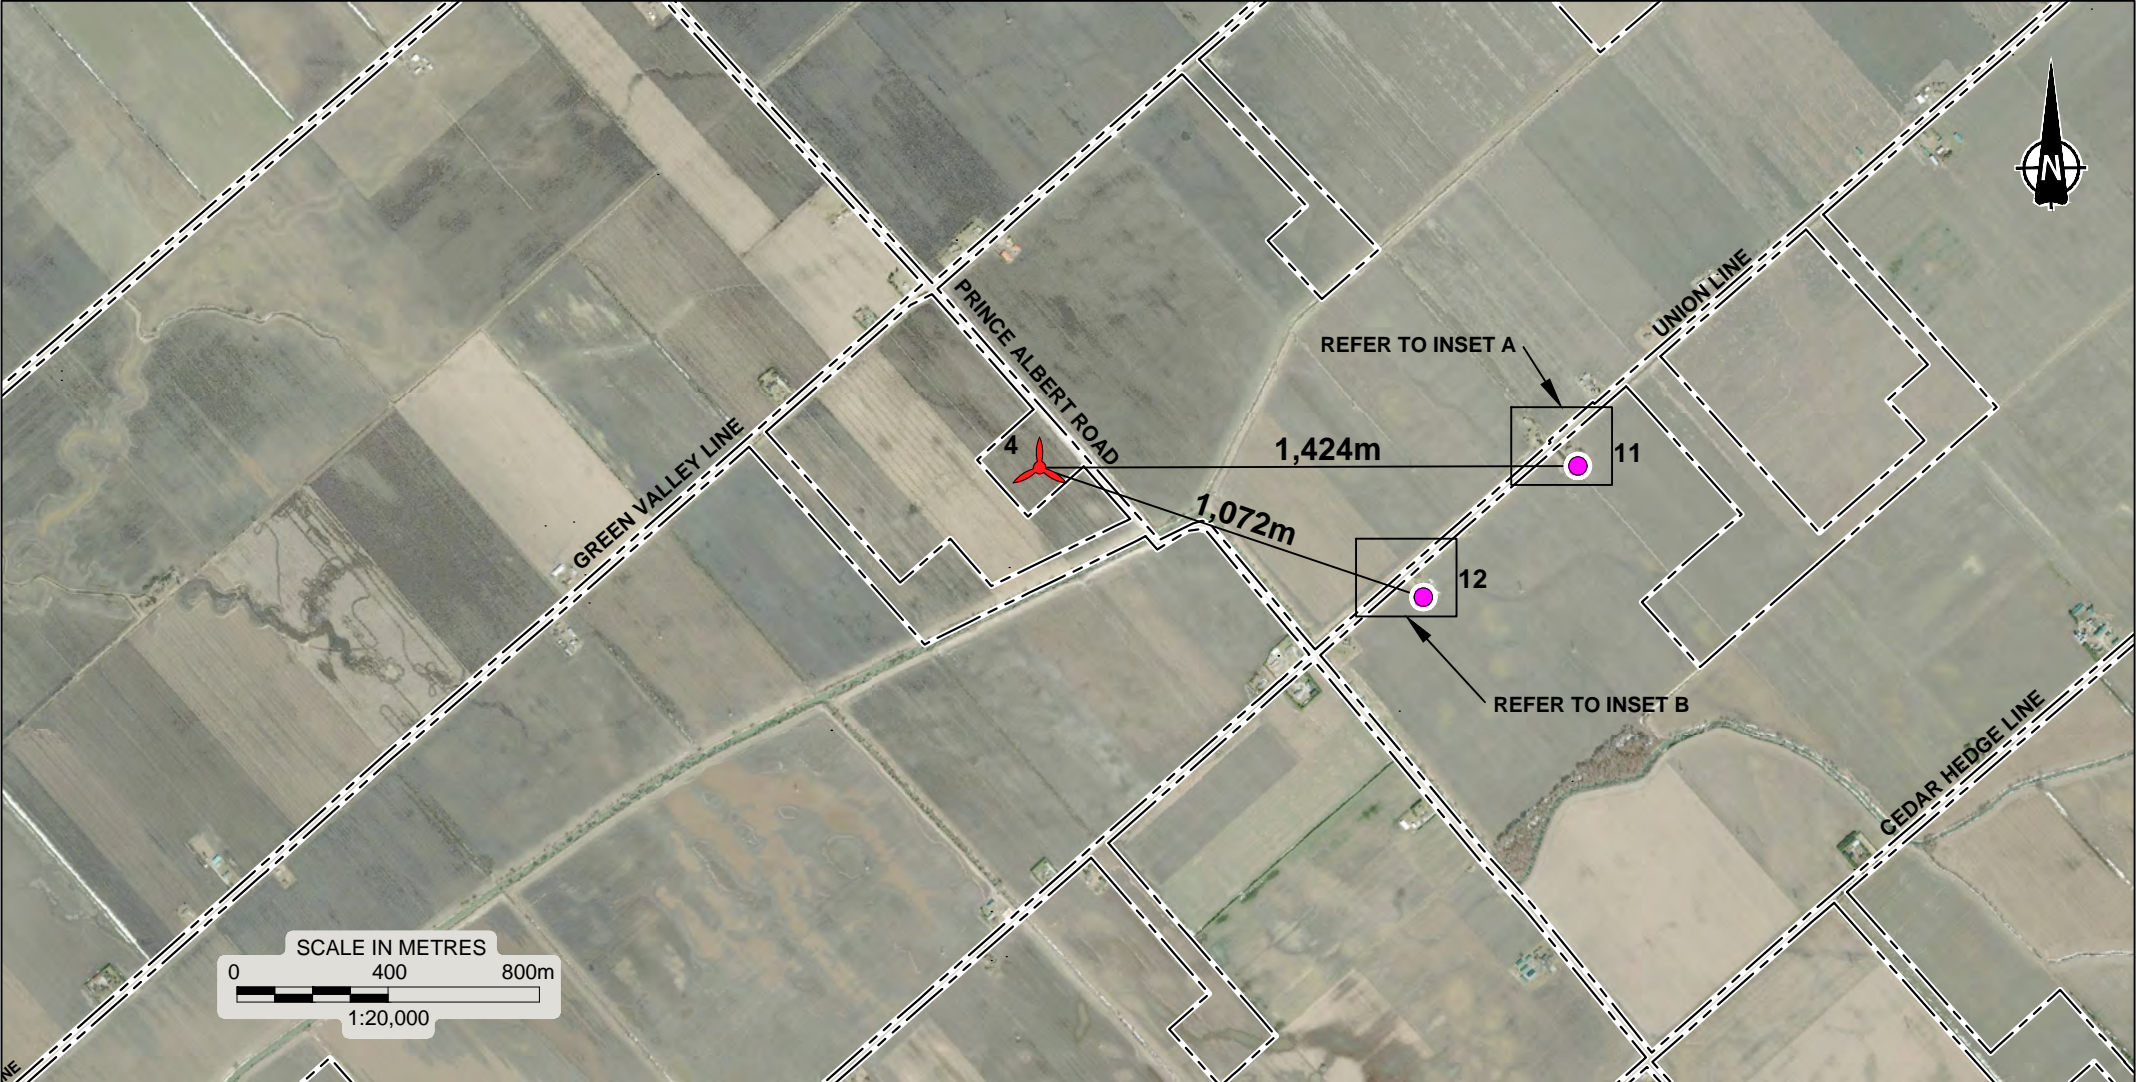 N
PRINCE ALBERT ROAD
UNION LINE
REFER TO INSET A
GREEN VALLEY LINE
4
1,424m
11
1,072m
12
REFER TO INSET B
CEDAR HEDGE LINE
SCALE IN METRES
0 400 800m
1:20,000
NE